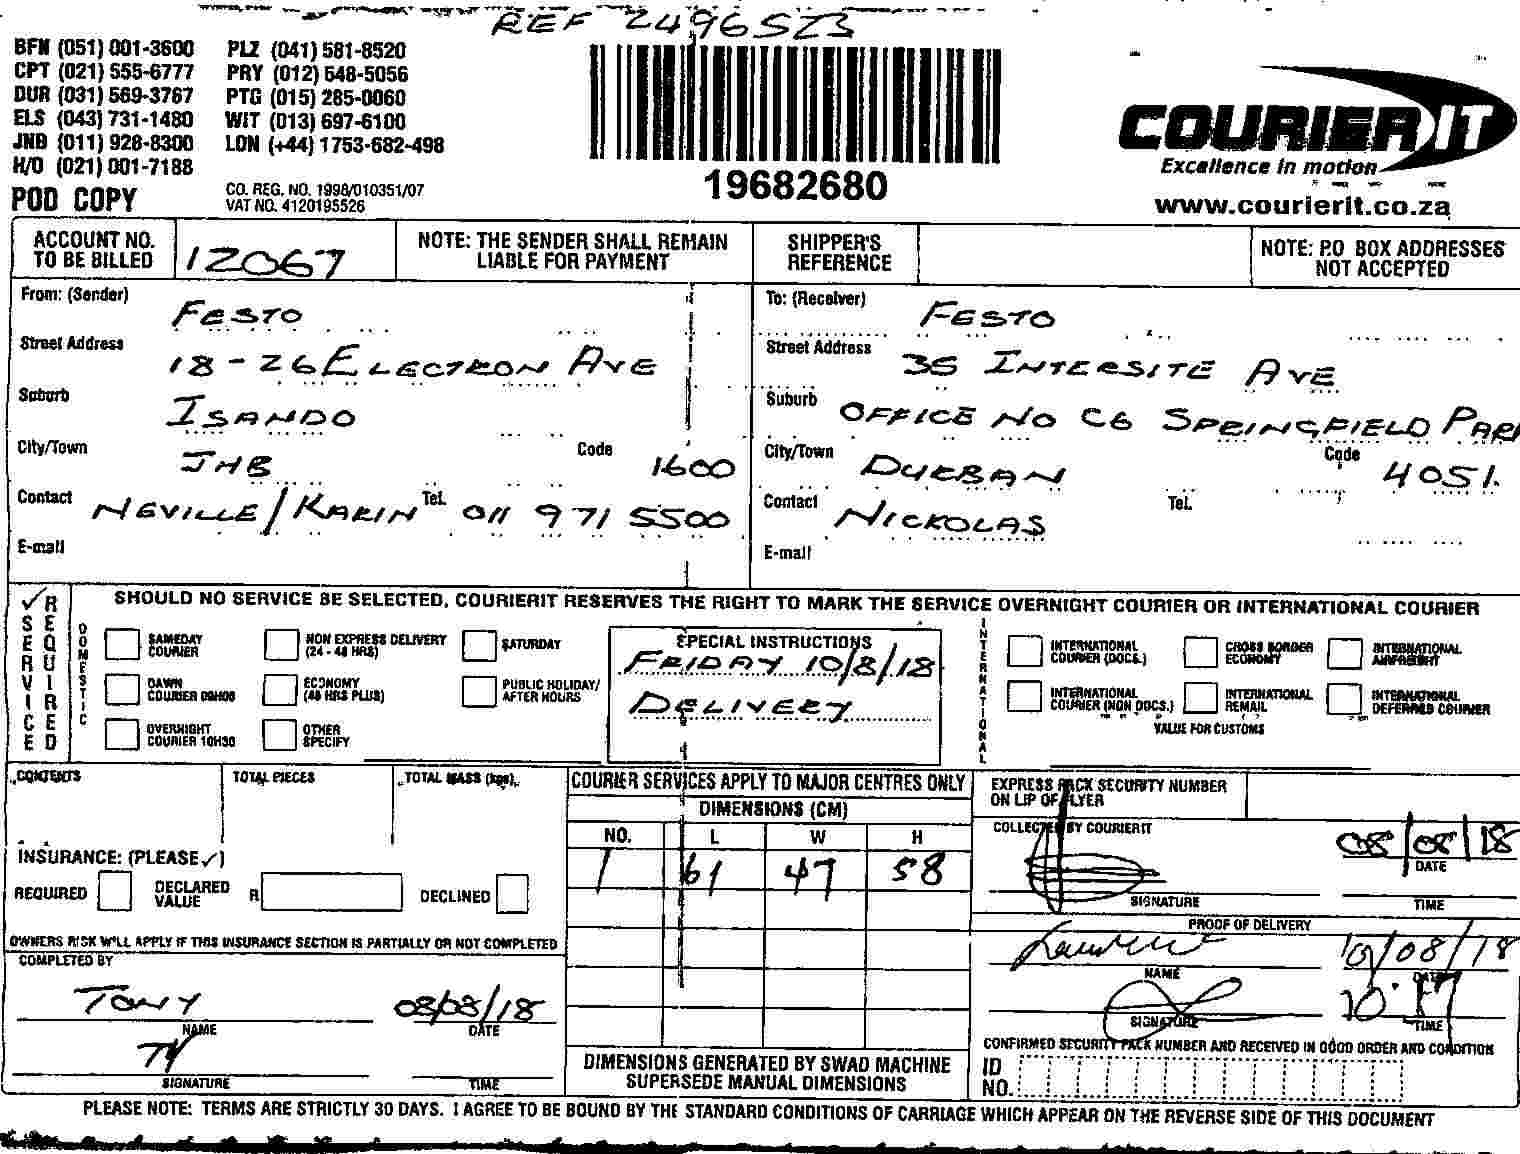 REF 2496523
BFN (051) 001-3600 PLZ (041) 581-8520
CPT (021) 555-6777 PRY (012) 548-5056
DUR (031) 569-3767 PTG (015) 285-0060
ELS (043) 731-1480 WIT (013) 697-6100
JNB (011) 928-8300 LON (+44) 1753-682-498
H/O (021) 001-7188
POD COPY
CO. REG. NO. 1998/010351/07
VAT NO. 4120195526
19682680
COURIER IT
Excellence in motion
www.courierit.co.za
ACCOUNT NO. TO BE BILLED 12067
NOTE: THE SENDER SHALL REMAIN LIABLE FOR PAYMENT
SHIPPER'S REFERENCE
NOTE: P.O BOX ADDRESSES NOT ACCEPTED
From: (Sender) FESTO
Street Address 18-26 ELECTRON AVE
Suburb ISANDO
City/Town JHB Code 1600
Contact NEVILLE/KARIN Tel. 011 971 5500
E-mail
To: (Receiver) FESTO
Street Address 35 INTERSITE AVE
Suburb OFFICE NO C6 SPRINGFIELD PARK
City/Town DURBAN Code 4051.
Contact NICKOLAS Tel.
E-mail
✓ SERVICE REQUIRED
SHOULD NO SERVICE BE SELECTED, COURIERIT RESERVES THE RIGHT TO MARK THE SERVICE OVERNIGHT COURIER OR INTERNATIONAL COURIER
DOMESTIC
SAMEDAY COURIER
NON EXPRESS DELIVERY (24 - 48 HRS)
SATURDAY
DAWN COURIER 09H00
ECONOMY (48 HRS PLUS)
PUBLIC HOLIDAY/ AFTER HOURS
OVERNIGHT COURIER 10H30
OTHER SPECIFY
SPECIAL INSTRUCTIONS
FRIDAY 10/8/18
DELIVERY
INTERNATIONAL
INTERNATIONAL COURIER (DOCS.)
CROSS BORDER ECONOMY
INTERNATIONAL AIRFREIGHT
INTERNATIONAL COURIER (NON DOCS.)
INTERNATIONAL REMAIL
INTERNATIONAL DEFERRED COURIER
VALUE FOR CUSTOMS
CONTENTS
TOTAL PIECES
TOTAL MASS (kgs)
INSURANCE: (PLEASE ✓)
REQUIRED
DECLARED VALUE R
DECLINED
OWNERS RISK WILL APPLY IF THIS INSURANCE SECTION IS PARTIALLY OR NOT COMPLETED
COMPLETED BY
TONY 08/08/18
NAME DATE
SIGNATURE TIME
COURIER SERVICES APPLY TO MAJOR CENTRES ONLY
DIMENSIONS (CM)
NO. L W H
1 61 47 58
DIMENSIONS GENERATED BY SWAD MACHINE
SUPERSEDE MANUAL DIMENSIONS
EXPRESS PACK SECURITY NUMBER
ON LIP OF FLYER
COLLECTED BY COURIERIT
08/08/18
DATE
SIGNATURE TIME
PROOF OF DELIVERY
10/08/18
NAME DATE
10:17
SIGNATURE TIME
CONFIRMED SECURITY PACK NUMBER AND RECEIVED IN GOOD ORDER AND CONDITION
ID NO.
PLEASE NOTE: TERMS ARE STRICTLY 30 DAYS. I AGREE TO BE BOUND BY THE STANDARD CONDITIONS OF CARRIAGE WHICH APPEAR ON THE REVERSE SIDE OF THIS DOCUMENT